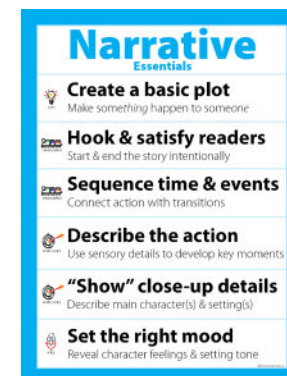 Narrative
Essentials
Create a basic plot
Make something happen to someone
Hook & satisfy readers
Start & end the story intentionally
Sequence time & events
Connect action with transitions
Describe the action
Use sensory details to develop key moments
“Show” close-up details
Describe main character(s) & setting(s)
Set the right mood
Reveal character feelings & setting tone